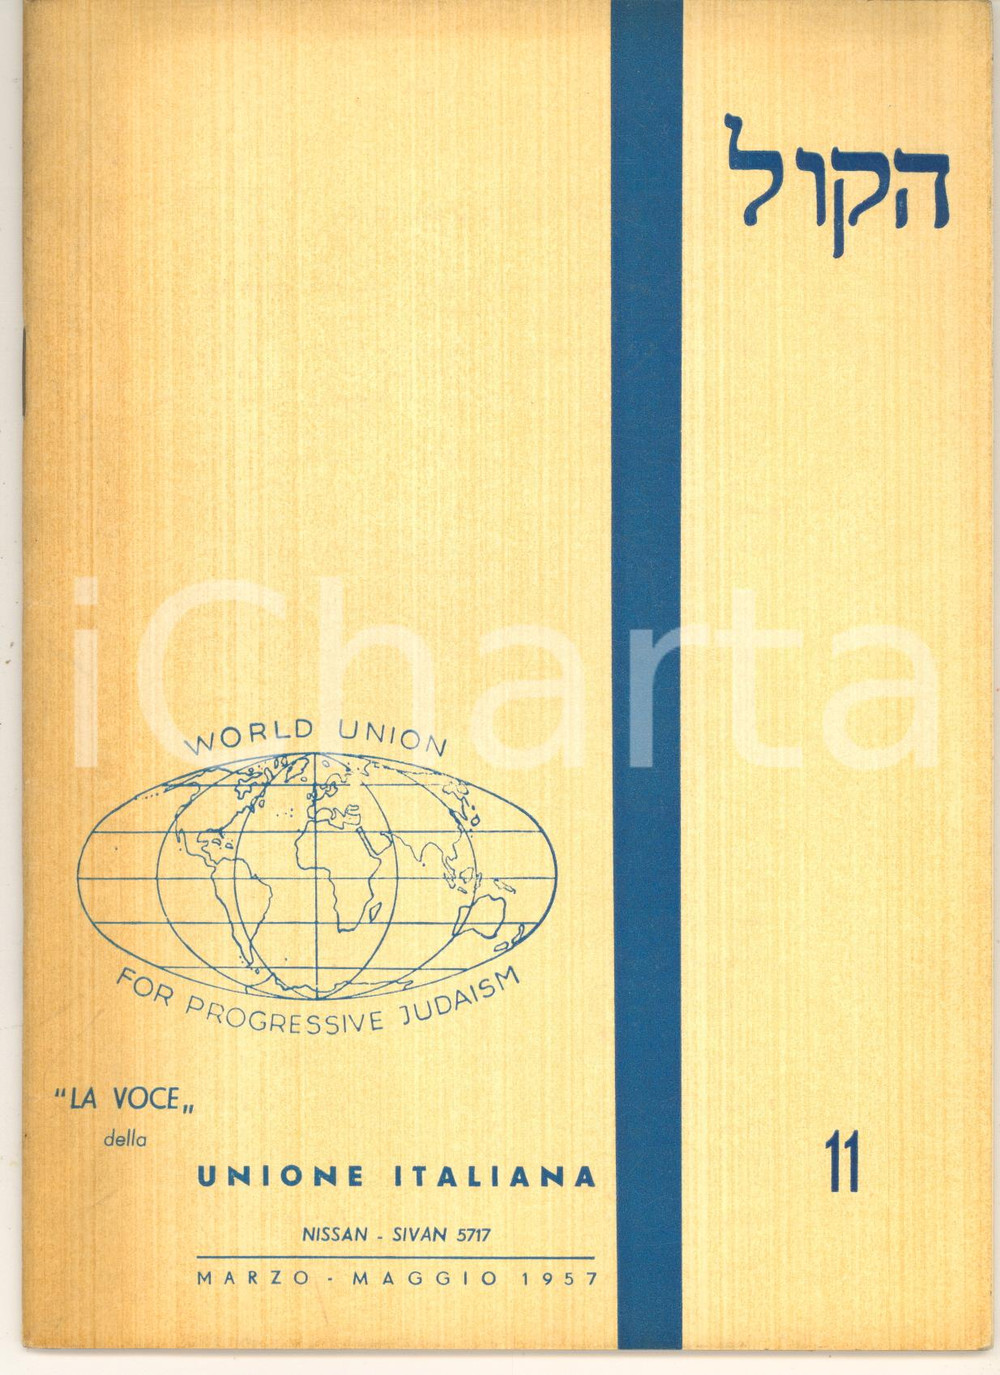 הקול
iCharta
WORLD UNION
FOR PROGRESSIVE JUDAISM
"LA VOCE„
della
UNIONE ITALIANA
11
NISSAN - SIVAN 5717
MARZO - MAGGIO 1957